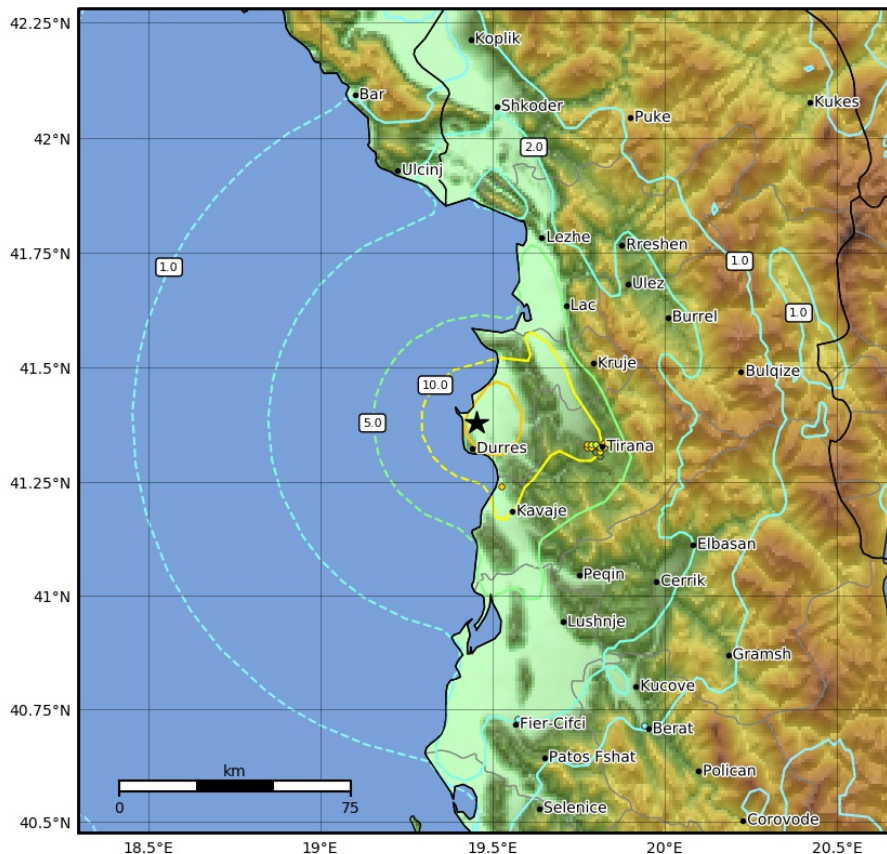 42.25°N
Koplik
Bar
Shkoder
Kukes
Puke
42°N
2.0
Ulcinj
Lezhe
Rreshen
41.75°N
1.0
1.0
Ulez
Lac
1.0
Burrel
41.5°N
Kruje
Bulqize
10.0
5.0
Durres
Tirana
41.25°N
Kavaje
Elbasan
Peqin
Cerrik
41°N
Lushnje
Gramsh
Kucove
40.75°N
Fier-Cifci
Berat
Patos Fshat
Polican
km
0
75
Selenice
Corovode
40.5°N
18.5°E
19°E
19.5°E
20°E
20.5°E